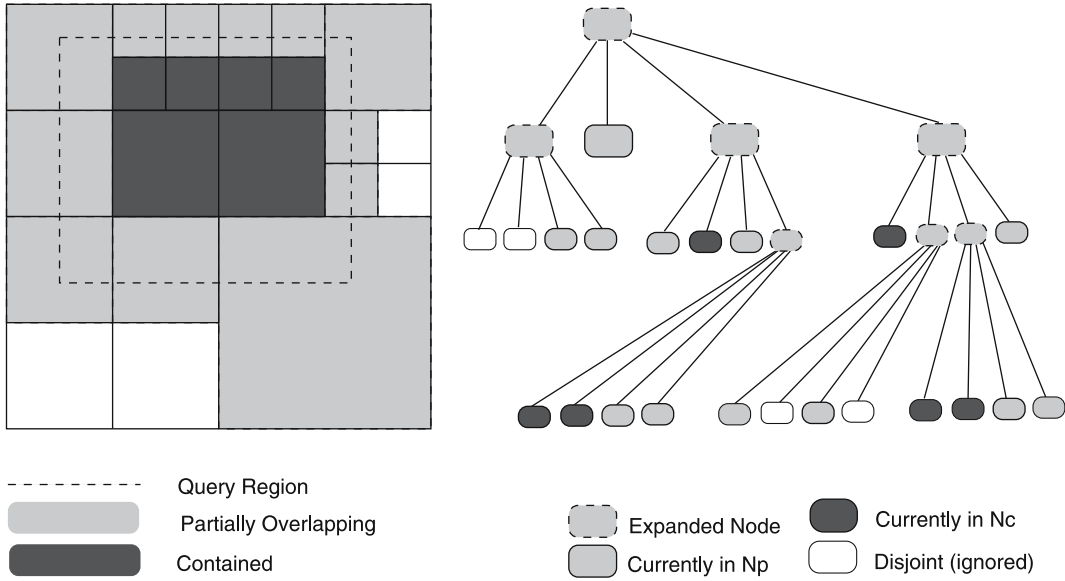 Query Region
Partially Overlapping
Contained
Expanded Node
Currently in Np
Currently in Nc
Disjoint (ignored)